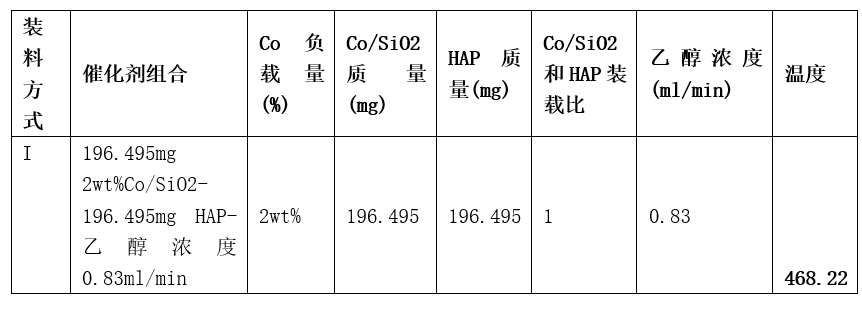 装
料
方
式
催化剂组合
Co 负
载量
(%)
Co/SiO2
质量
(mg)
HAP 质
量(mg)
Co/SiO2
和HAP装
载比
乙醇浓度
(ml/min)
温度
I
196.495mg
2wt%Co/SiO2-
196.495mg HAP-
乙醇浓度
0.83ml/min
2wt%
196.495
196.495
1
0.83
468.22